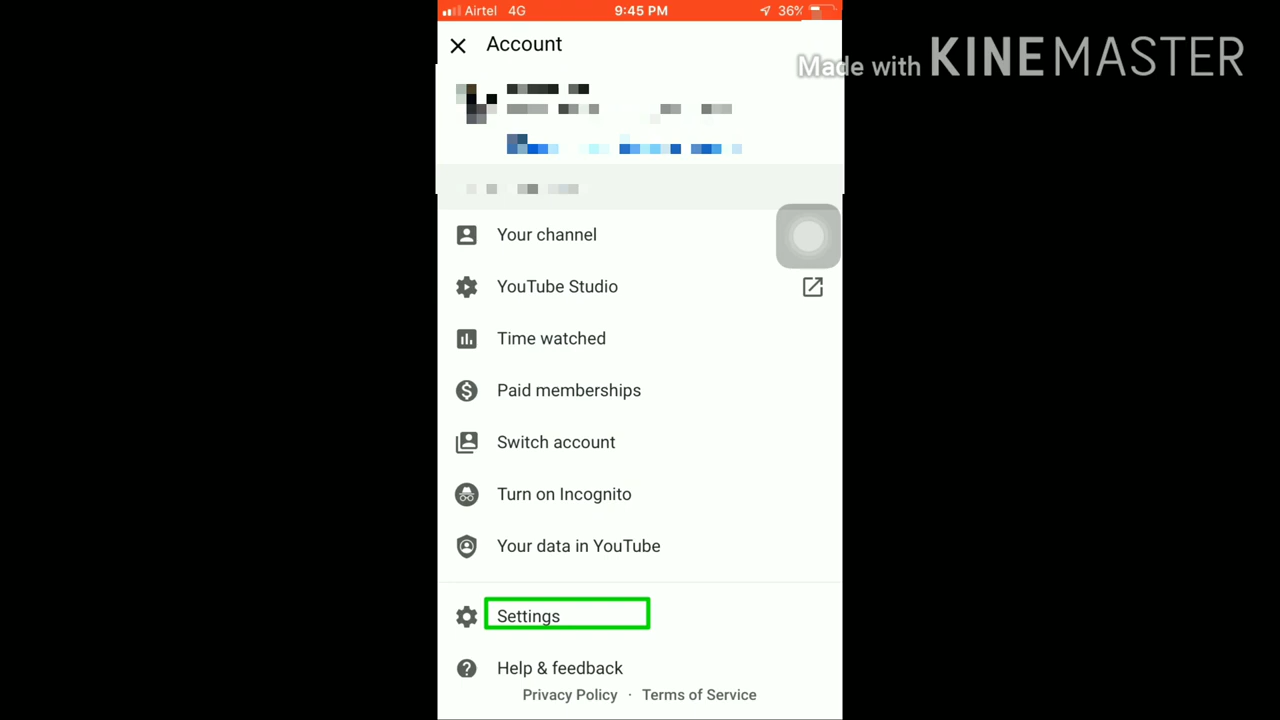 Airtel 4G 9:45 PM 36%
Account
Made with KINEMASTER
Your channel
YouTube Studio
Time watched
Paid memberships
Switch account
Turn on Incognito
Your data in YouTube
Settings
Help & feedback
Privacy Policy · Terms of Service